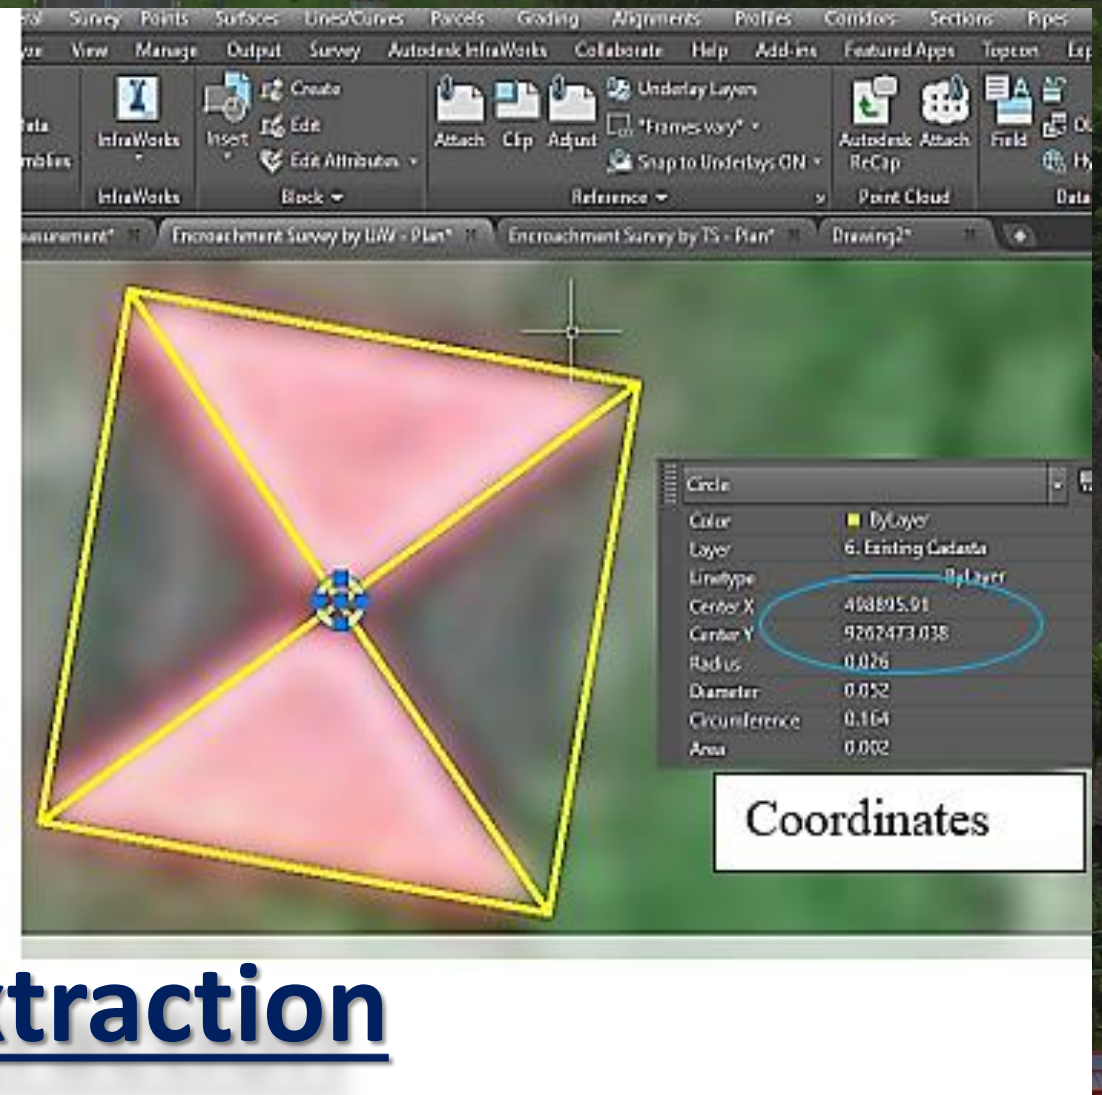 Survey Points Surfaces Lines/Curves Parcels Grading Alignments Profiles Corridors Sections Pipes
View Manage Output Survey Autodesk InfraWorks Collaborate Help Add-ins Featured Apps Topcon
Create Underlay Layers
Edit *Frames vary*
InfraWorks Insert Attach Clip Adjust Autodesk Attach Field
Edit Attributes Snap to Underlays ON ReCap
InfraWorks Block Reference Point Cloud Data
Encroachment Survey by UAV - Plan* Encroachment Survey by TS - Plan* Drawing2*
Circle
Color ByLayer
Layer 6. Existing Cadasta
Linetype ByLayer
Center X 498895.91
Center Y 9262473.038
Radius 0.026
Diameter 0.052
Circumference 0.164
Area 0.002
Coordinates
xtraction